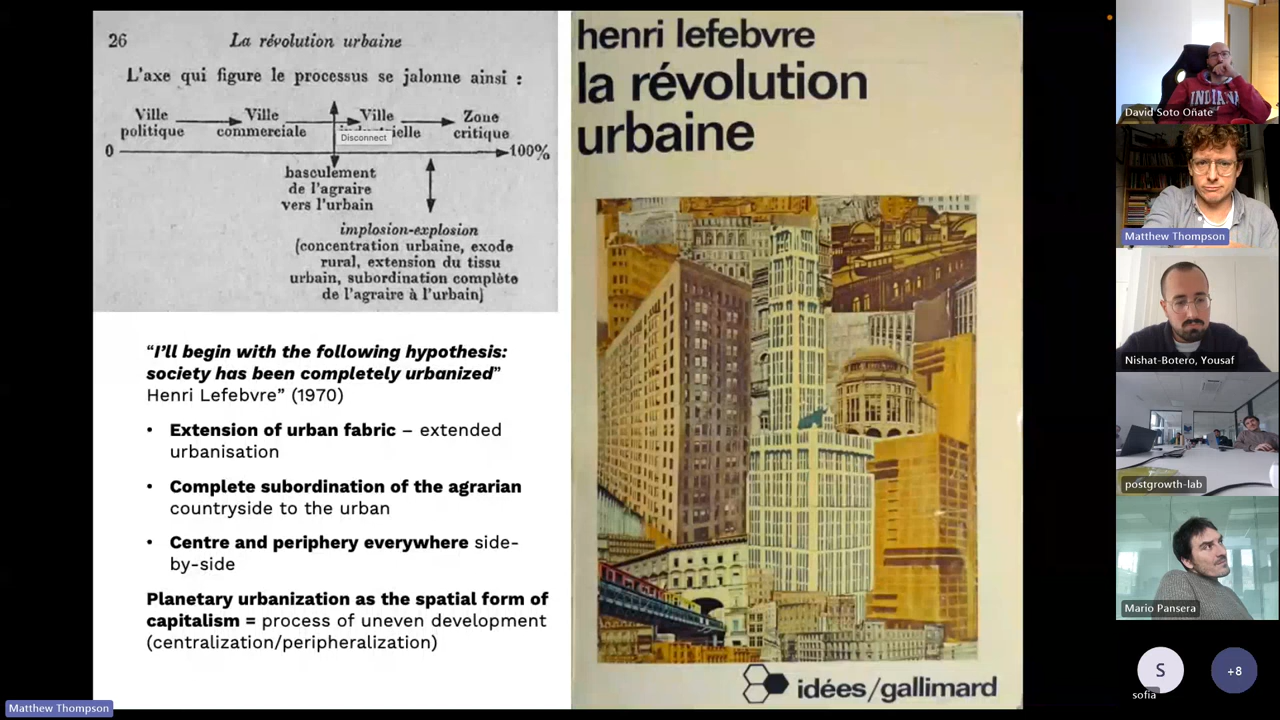 26 La révolution urbaine
L'axe qui figure le processus se jalonne ainsi :
Ville politique
Ville commerciale
Ville
Zone critique
Disconnect
0
100%
basculement
de l'agraire
vers l'urbain
implosion-explosion
(concentration urbaine, exode
rural, extension du tissu
urbain, subordination complète
de l'agraire à l'urbain)
“I’ll begin with the following hypothesis:
society has been completely urbanized”
Henri Lefebvre” (1970)
• Extension of urban fabric – extended
urbanisation
• Complete subordination of the agrarian
countryside to the urban
• Centre and periphery everywhere side-
by-side
Planetary urbanization as the spatial form of
capitalism = process of uneven development
(centralization/peripheralization)
henri lefebvre
la révolution
urbaine
idées/gallimard
INDIANA
David Soto Oñate
Matthew Thompson
Nishat-Botero, Yousaf
postgrowth-lab
Mario Pansera
S
sofia
+8
Matthew Thompson